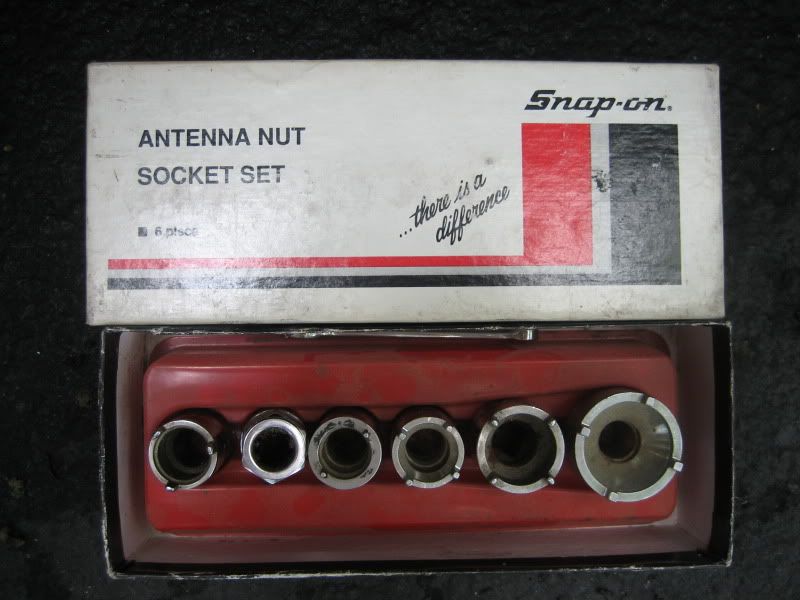 Snap-on®
ANTENNA NUT
SOCKET SET
...there is a
difference
6 piece